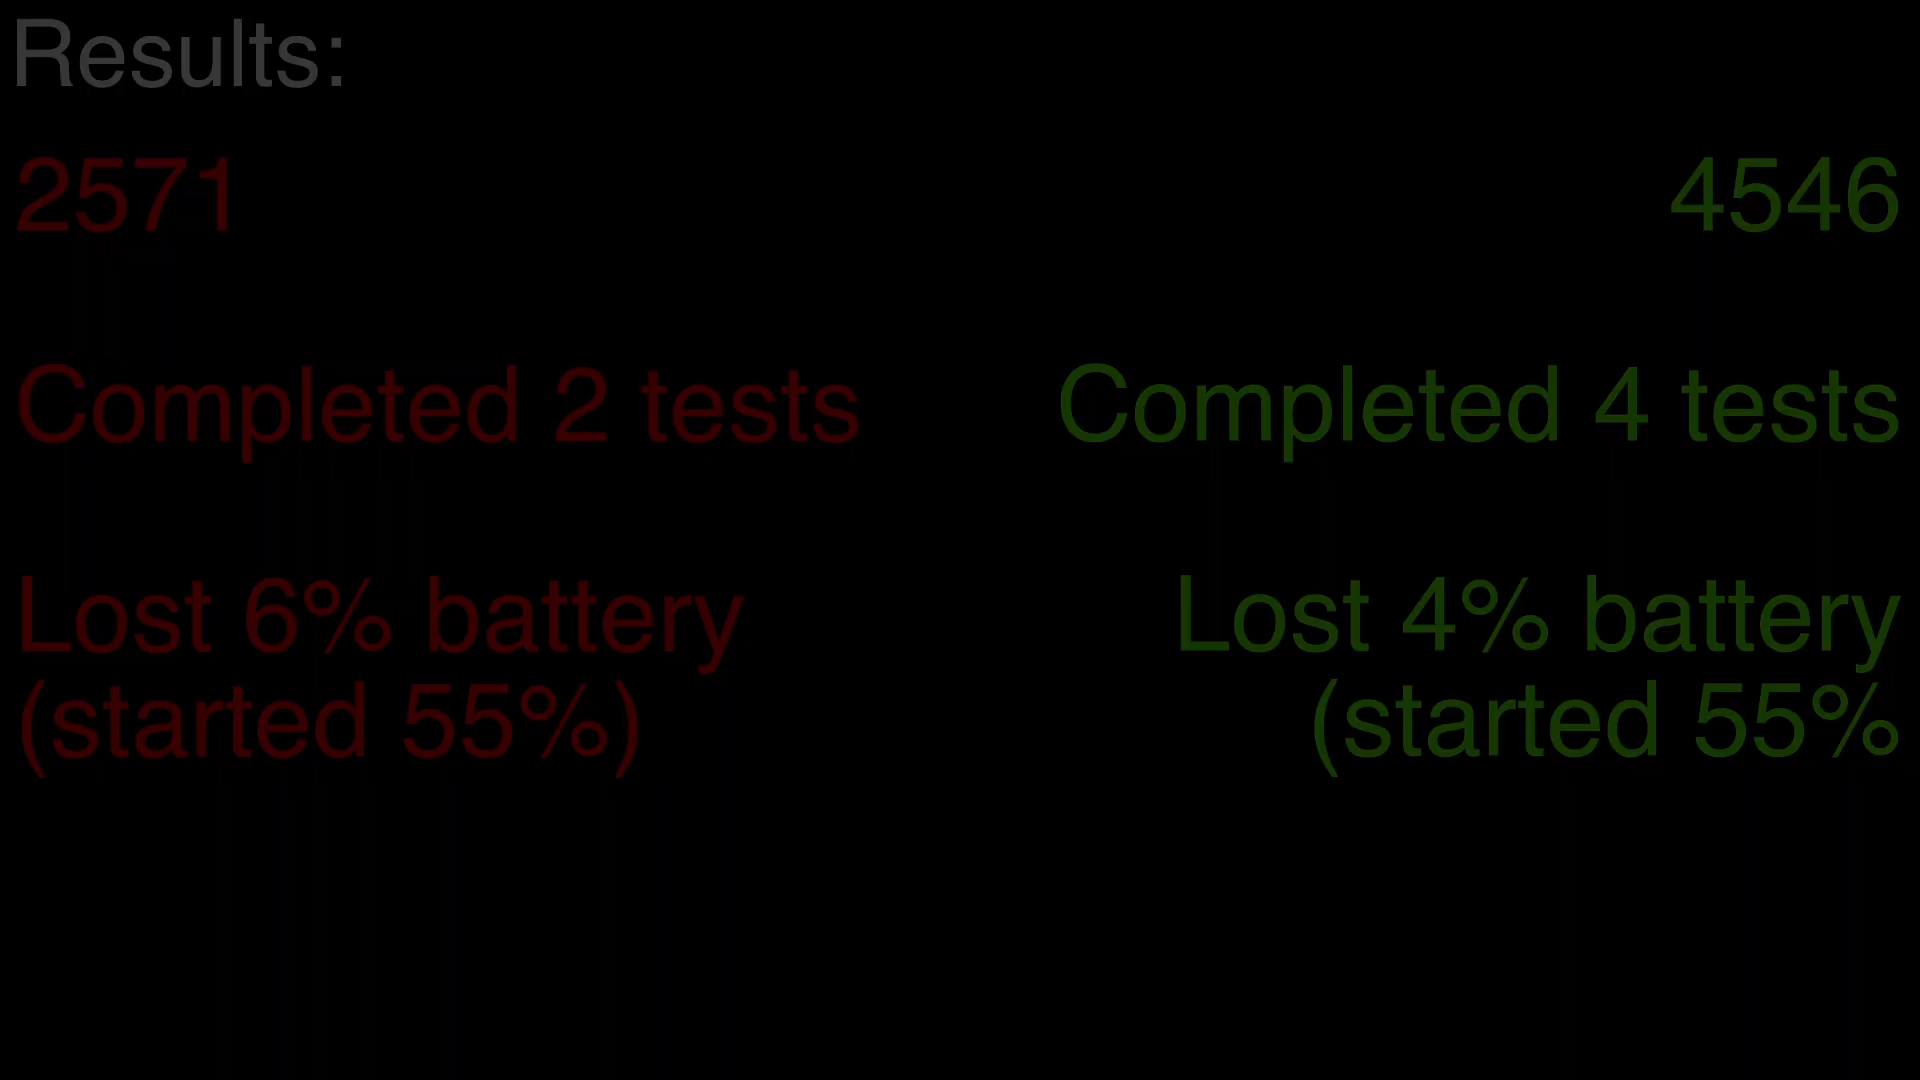 Results:
2571
4546
Completed 2 tests
Completed 4 tests
Lost 6% battery
(started 55%)
Lost 4% battery
(started 55%